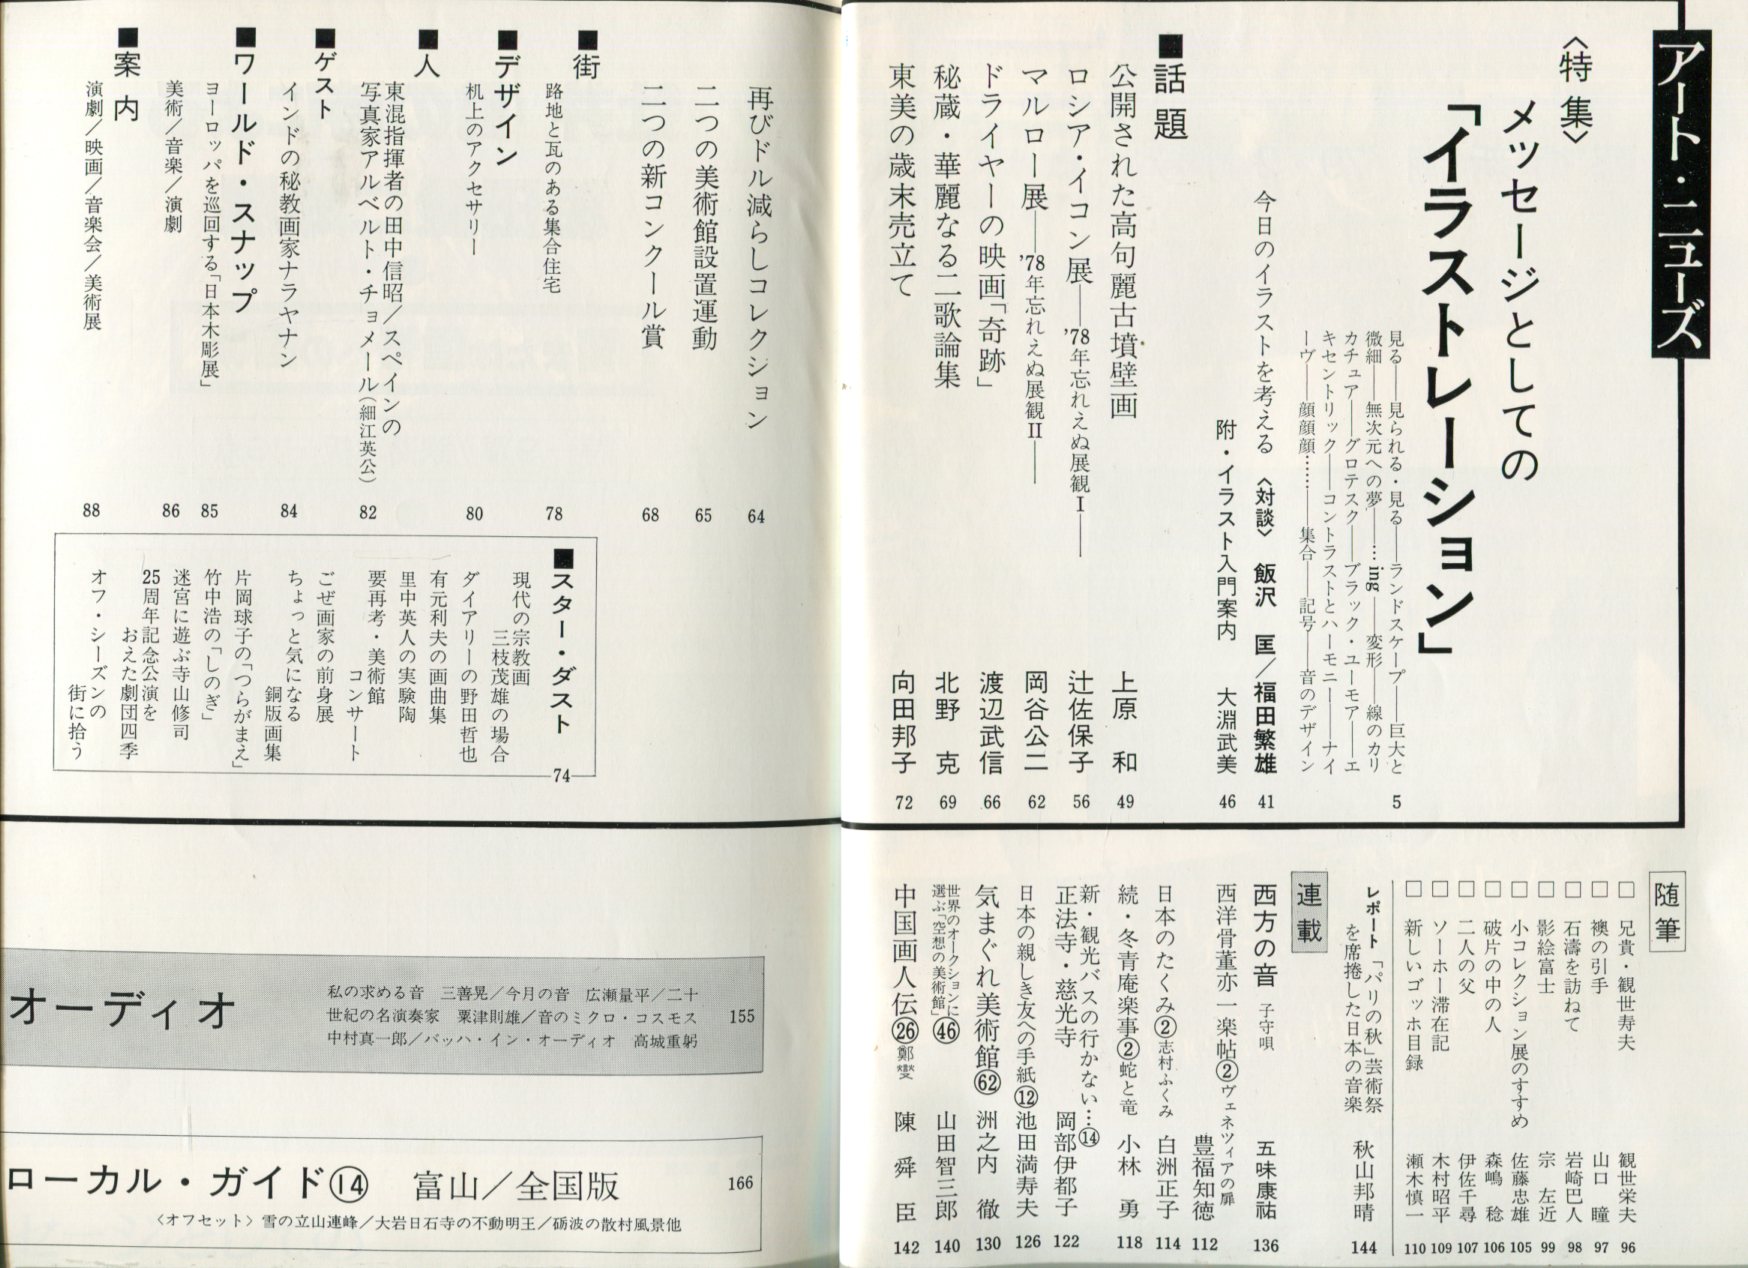 アート・ニューズ
〈特集〉
メッセージとしての
「イラストレーション」
見る——見られる・見る——ランドスケープ——巨大と
微細——無次元への夢——…ing——変形——線のカリ
カチュア——グロテスク——ブラック・ユーモア——エ
キセントリック——コントラストとハーモニー——ナイ
ーヴ——顔顔顔……——集合——記号——音のデザイン
5
今日のイラストを考える 〈対談〉 飯沢 匡／福田繁雄 41
附・イラスト入門案内 大淵武美 46
■話題
公開された高句麗古墳壁画 上原 和 49
ロシア・イコン展——'78年忘れえぬ展観Ⅰ—— 辻佐保子 56
マルロー展——'78年忘れえぬ展観Ⅱ—— 岡谷公二 62
ドライヤーの映画「奇跡」 渡辺武信 66
秘蔵・華麗なる二歌論集 北野 克 69
東美の歳末売立て 向田邦子 72
再びドル減らしコレクション 64
二つの美術館設置運動 65
二つの新コンクール賞 68
■街
路地と瓦のある集合住宅 78
■デザイン
机上のアクセサリー 80
■人
東混指揮者の田中信昭／スペインの
写真家アルベルト・チョメール(細江英公) 82
■ゲスト
インドの秘教画家ナラヤナン 84
■ワールド・スナップ
ヨーロッパを巡回する「日本木彫展」 85
美術／音楽／演劇 86
■案内
演劇／映画／音楽会／美術展 88
■スター・ダスト
74
現代の宗教画
三枝茂雄の場合
ダイアリーの野田哲也
有元利夫の画曲集
里中英人の実験陶
要再考・美術館
コンサート
ごぜ画家の前身展
ちょっと気になる
銅版画集
片岡球子の「つらがまえ」
竹中浩の「しのぎ」
迷宮に遊ぶ寺山修司
25周年記念公演を
おえた劇団四季
オフ・シーズンの
街に拾う
随筆
□ 兄貴・観世寿夫 観世栄夫 96
□ 襖の引手 山口 瞳 97
□ 石濤を訪ねて 岩崎巴人 98
□ 影絵富士 宗 左近 99
□ 小コレクション展のすすめ 佐藤忠雄 105
□ 破片の中の人 森嶋 稔 106
□ 二人の父 伊佐千尋 107
□ ソーホー滞在記 木村昭平 109
□ 新しいゴッホ目録 瀬木慎一 110
レポート「パリの秋」芸術祭
を席捲した日本の音楽 秋山邦晴 144
連載
西方の音 子守唄 五味康祐 136
西洋骨董亦一楽帖② ヴェネツィアの扉 豊福知徳 112
日本のたくみ② 志村ふくみ 白洲正子 114
続・冬青庵楽事② 蛇と竜 小林 勇 118
新・観光バスの行かない…⑭
正法寺・慈光寺 岡部伊都子 122
日本の親しき友への手紙⑫ 池田満寿夫 126
気まぐれ美術館62 洲之内 徹 130
世界のオークションに
選ぶ「空想の美術館」㊻ 山田智三郎 140
中国画人伝㉖ 鄭燮 陳 舜臣 142
オーディオ
私の求める音 三善晃／今月の音 広瀬量平／二十
世紀の名演奏家 粟津則雄／音のミクロ・コスモス
中村真一郎／バッハ・イン・オーディオ 高城重躬
155
ローカル・ガイド⑭ 富山／全国版 166
〈オフセット〉雪の立山連峰／大岩日石寺の不動明王／砺波の散村風景他